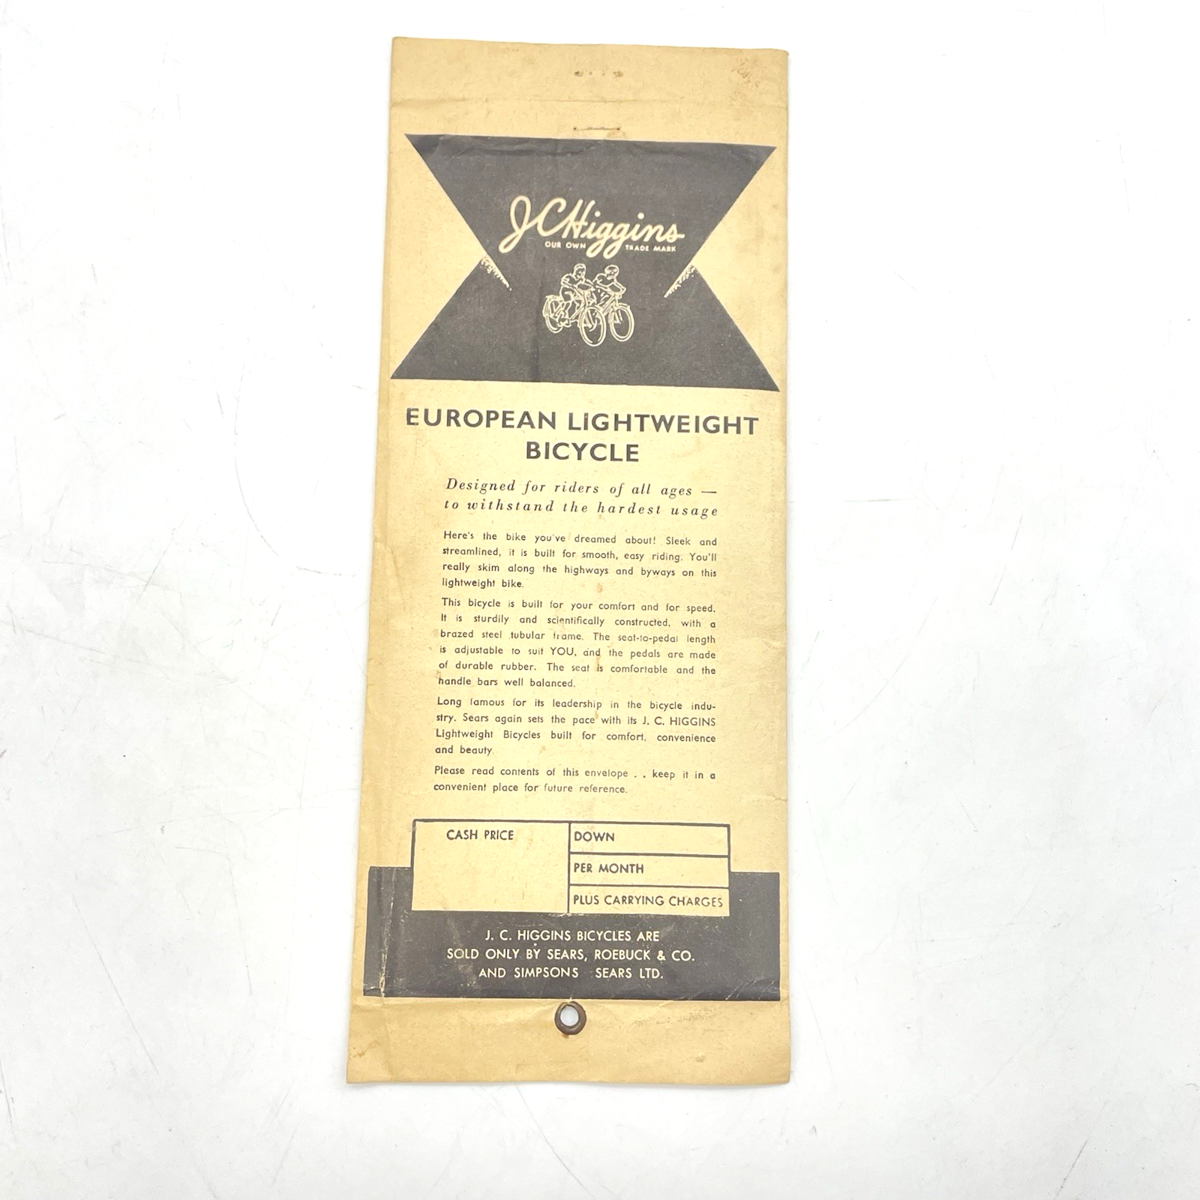 JCHiggins
OUR OWN TRADE MARK
EUROPEAN LiGHTWEIGHT
BICYCLE
Designed for riders of all ages —
to withstand the hardest usage
Here's the bike you've dreamed about! Sleek and
streamlined, it is built for smooth, easy riding. You'll
really skim along the highways and byways on this
lightweight bike.
This bicycle is built for your comfort and for speed.
It is sturdily and scientifically constructed, with a
brazed steel tubular frame. The seat-to-pedal length
is adjustable to suit YOU, and the pedals are made
of durable rubber. The seat is comfortable and the
handle bars well balanced.
Long famous for its leadership in the bicycle indu-
stry. Sears again sets the pace with its J. C. HIGGINS
Lightweight Bicycles built for comfort, convenience
and beauty.
Please read contents of this envelope . . keep it in a
convenient place for future reference.
CASH PRICE
DOWN
PER MONTH
PLUS CARRYING CHARGES
J. C. HIGGINS BICYCLES ARE
SOLD ONLY BY SEARS, ROEBUCK & CO.
AND SIMPSONS SEARS LTD.